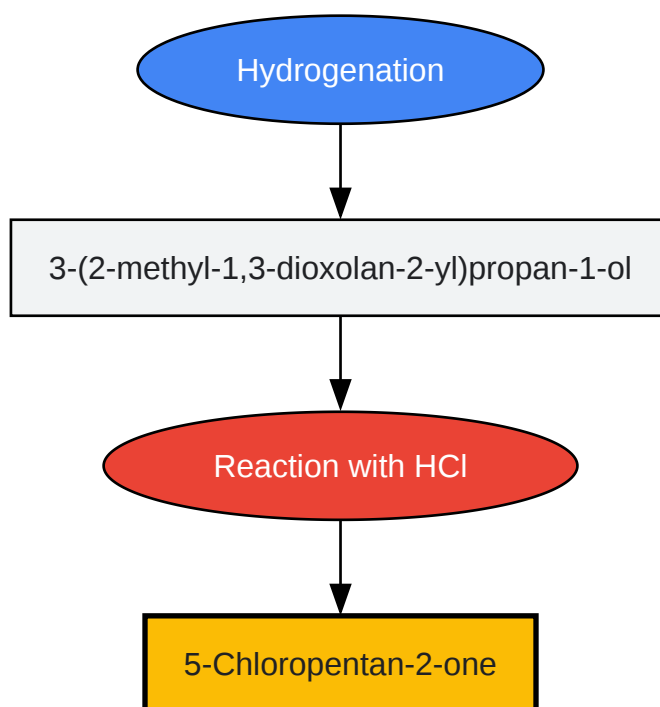 Hydrogenation
3-(2-methyl-1,3-dioxolan-2-yl)propan-1-ol
Reaction with HCl
5-Chloropentan-2-one